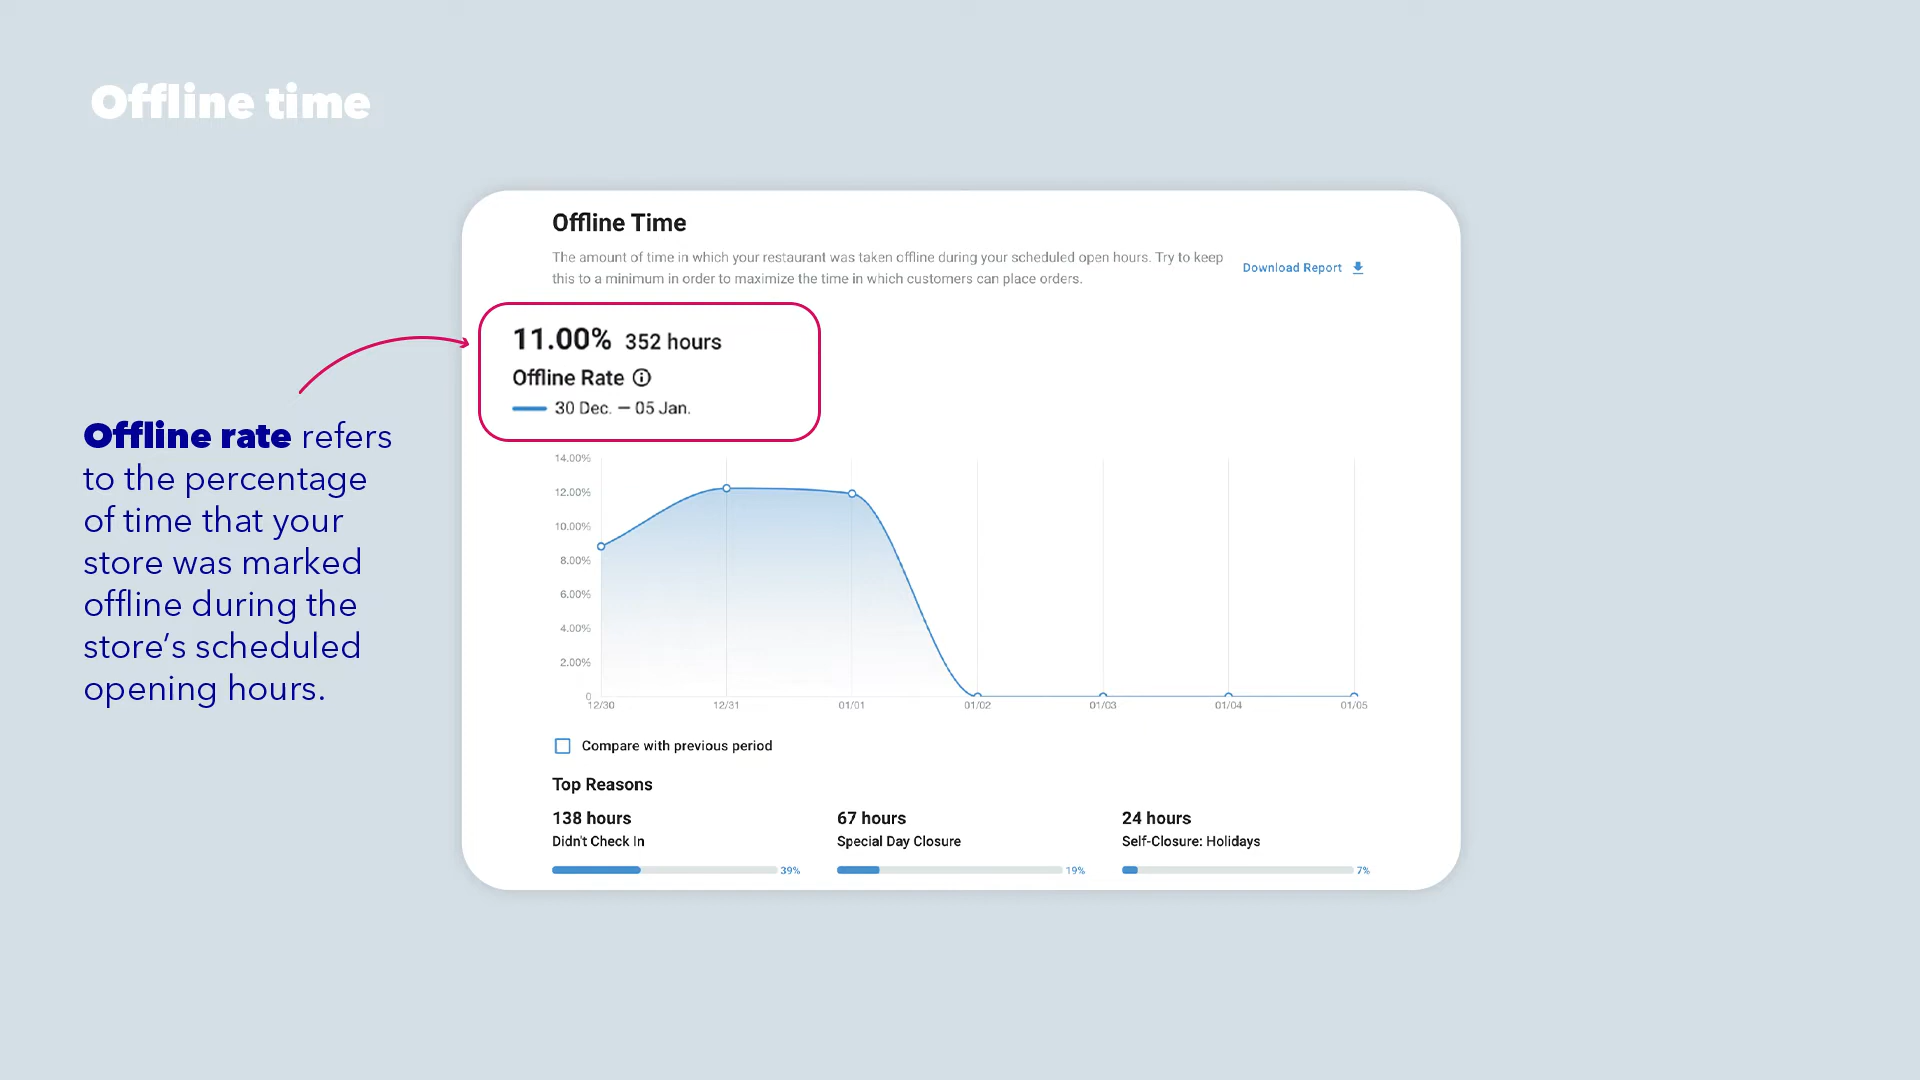 Offline time
Offline Time
The amount of time in which your restaurant was taken offline during your scheduled open hours. Try to keep
this to a minimum in order to maximize the time in which customers can place orders.
Download Report
11.00% 352 hours
Offline Rate
30 Dec. — 05 Jan.
Offline rate refers
to the percentage
of time that your
store was marked
offline during the
store’s scheduled
opening hours.
14.00%
12.00%
10.00%
8.00%
6.00%
4.00%
2.00%
0
12/30 12/31 01/01 01/02 01/03 01/04 01/05
Compare with previous period
Top Reasons
138 hours
Didn't Check In
39%
67 hours
Special Day Closure
19%
24 hours
Self-Closure: Holidays
7%